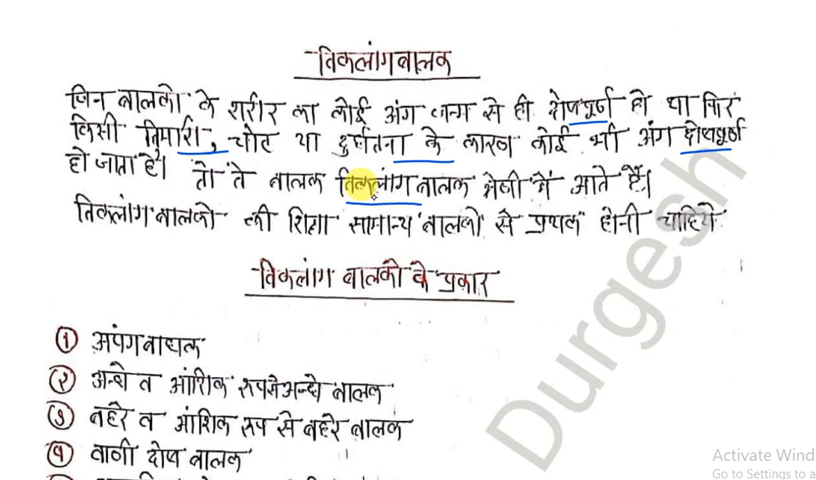 विकलांग बालक
जिन बालको के शरीर का कोई अंग जन्म से ही दोषपूर्ण हो या फिर
किसी बिमारी, चोट या दुर्घटना के कारण कोई भी अंग दोषपूर्ण
हो जाता है। तो वे बालक विकलांग बालक श्रेणी में आते हैं।
विकलांग बालको की शिक्षा सामान्य बालको से प्रथक होनी चाहिये
विकलांग बालको के प्रकार
① अपंग बालक
② अन्धे व आंशिक रूप से अन्धे बालक
③ बहरे व आंशिक रूप से बहरे बालक
④ वाणी दोष बालक
Durgesh
Activate Wind
Go to Settings to a